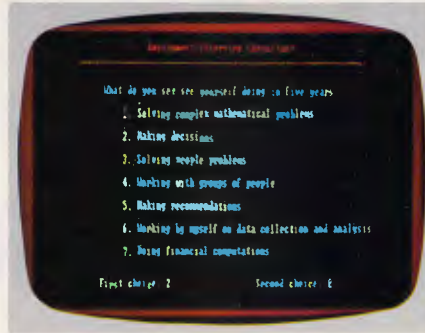 What do you see see yourself doing in five years
1. Solving complex mathematical problems
2. Making decisions
3. Solving people problems
4. Working with groups of people
5. Making recommendations
6. Working by myself on data collection and analysis
7. Doing financial computations
First choice: 2 Second choice: 6